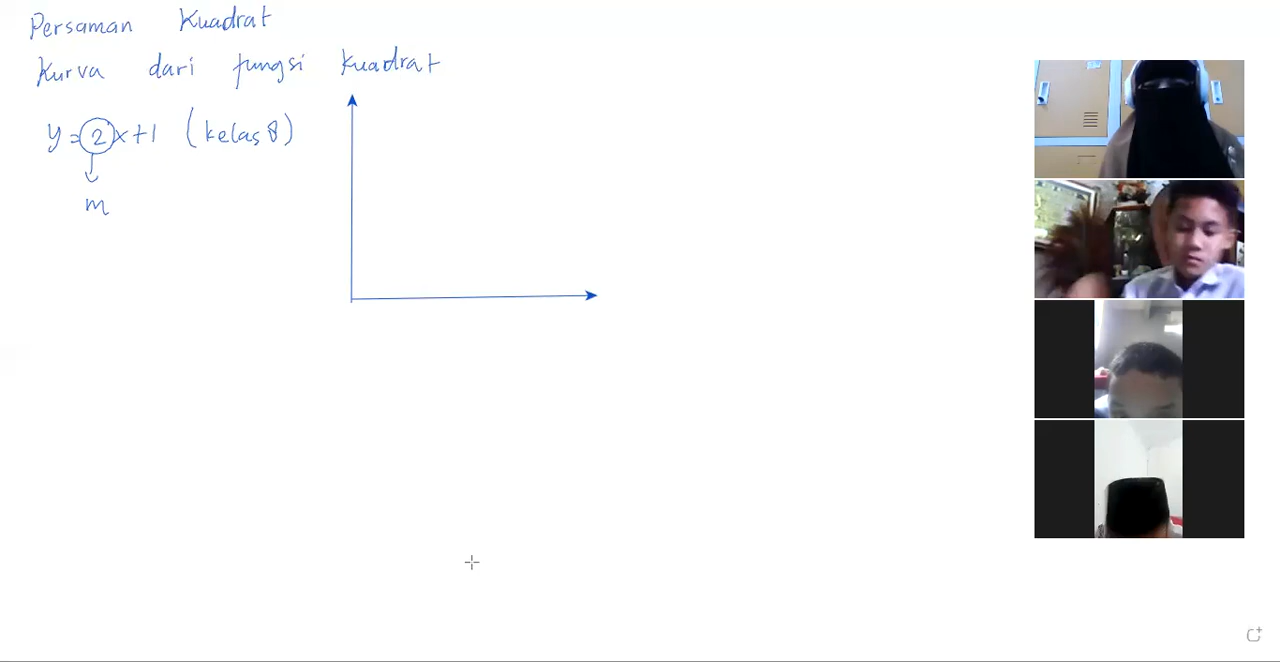 Persaman Kuadrat
Kurva dari fungsi kuadrat
y=2x+1 (kelas 8)
m